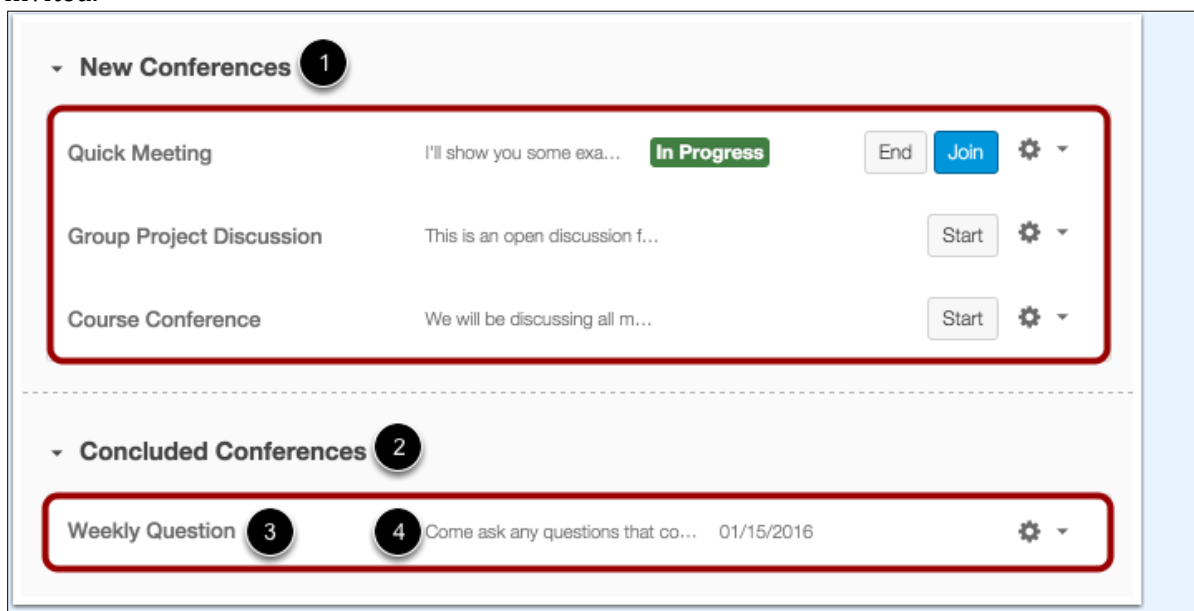 New Conferences 1
Quick Meeting I'll show you some exa... In Progress End Join
Group Project Discussion This is an open discussion f... Start
Course Conference We will be discussing all m... Start
Concluded Conferences 2
Weekly Question 3 4 Come ask any questions that co... 01/15/2016